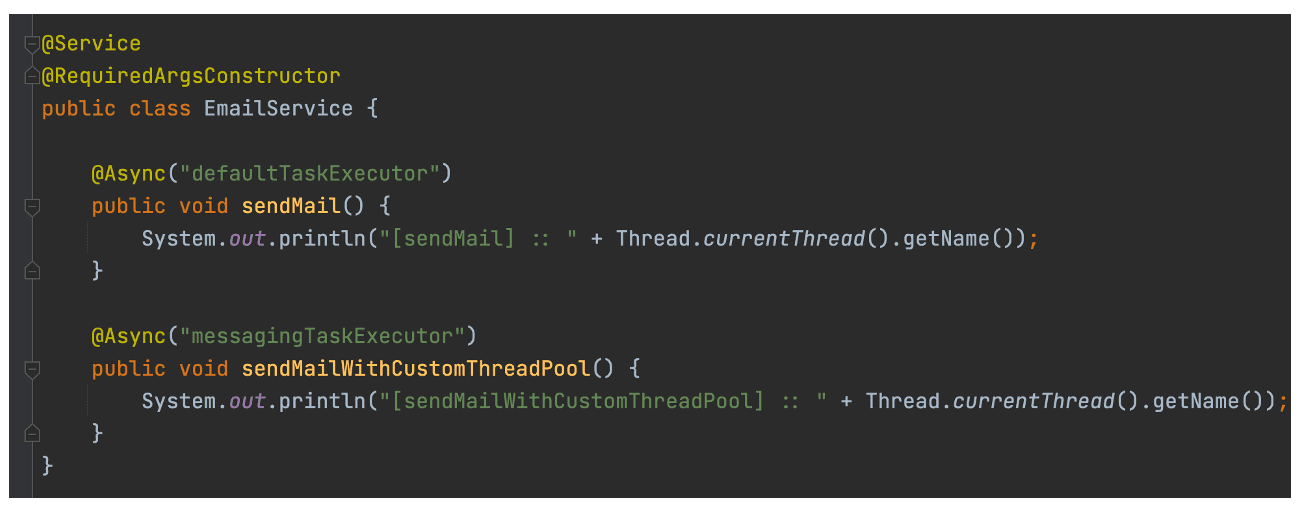 @Service
@RequiredArgsConstructor
public class EmailService {
@Async("defaultTaskExecutor")
public void sendMail() {
System.out.println("[sendMail] :: " + Thread.currentThread().getName());
}
@Async("messagingTaskExecutor")
public void sendMailWithCustomThreadPool() {
System.out.println("[sendMailWithCustomThreadPool] :: " + Thread.currentThread().getName());
}
}